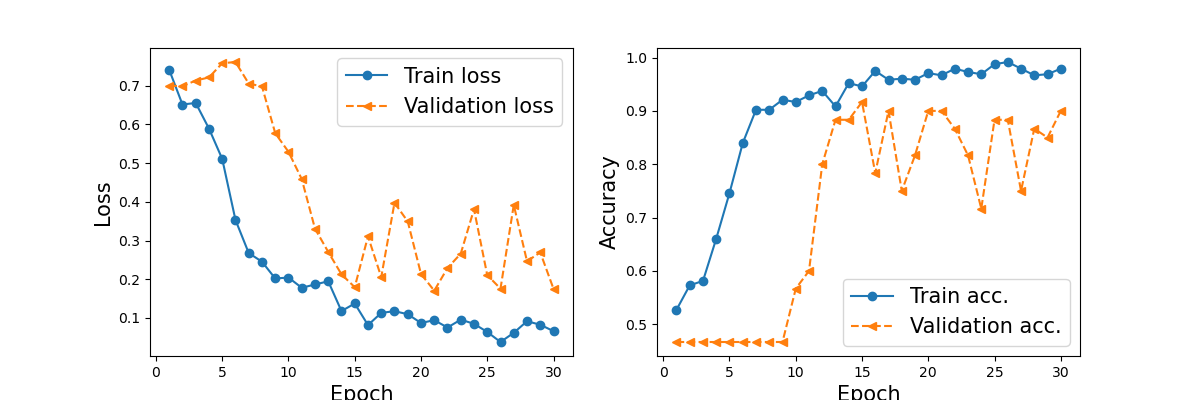 Loss
0.7
0.6
0.5
0.4
0.3
0.2
0.1
0 5 10 15 20 25 30
Epoch
Train loss
Validation loss
Accuracy
1.0
0.9
0.8
0.7
0.6
0.5
0 5 10 15 20 25 30
Epoch
Train acc.
Validation acc.